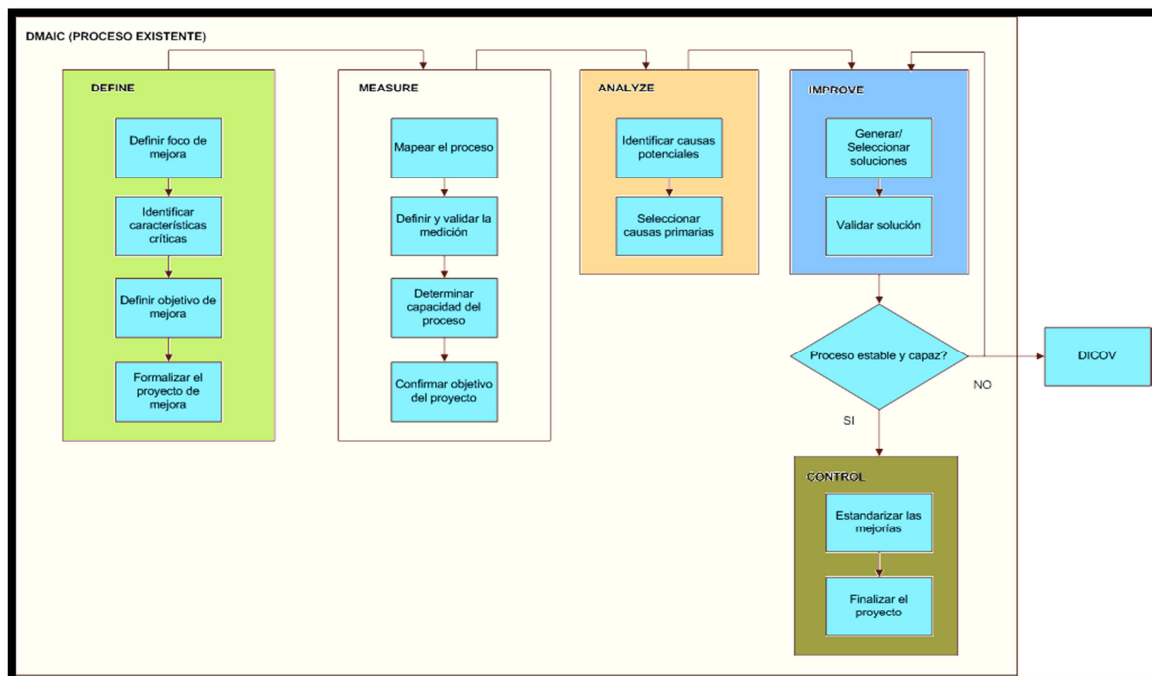 DMAIC (PROCESO EXISTENTE)
DEFINE
Definir foco de
mejora
Identificar
características
críticas
Definir objetivo de
mejora
Formalizar el
proyecto de
mejora
MEASURE
Mapear el proceso
Definir y validar la
medición
Determinar
capacidad del
proceso
Confirmar objetivo
del proyecto
ANALYZE
Identificar causas
potenciales
Seleccionar
causas primarias
IMPROVE
Generar/
Seleccionar
soluciones
Validar solución
Proceso estable y capaz?
NO
DICOV
SI
CONTROL
Estandarizar las
mejorías
Finalizar el
proyecto